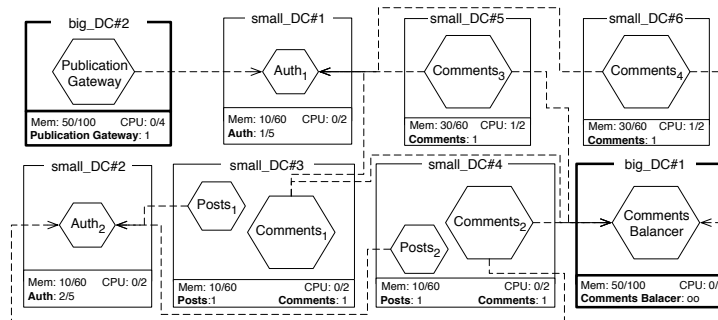 big_DC#2
small_DC#1
small_DC#5
small_DC#6
Publication
Gateway
Auth1
Comments3
Comments4
Mem: 50/100 CPU: 0/4
Publication Gateway: 1
Mem: 10/60 CPU: 0/2
Auth: 1/5
Mem: 30/60 CPU: 1/2
Comments: 1
Mem: 30/60 CPU: 1/2
Comments: 1
small_DC#2
small_DC#3
small_DC#4
big_DC#1
Auth2
Posts1
Comments1
Posts2
Comments2
Comments
Balancer
Mem: 10/60 CPU: 0/2
Auth: 2/5
Mem: 10/60 CPU: 0/2
Posts:1 Comments: 1
Mem: 10/60 CPU: 0/2
Posts: 1 Comments: 1
Mem: 50/100 CPU: 0/
Comments Balacer: oo